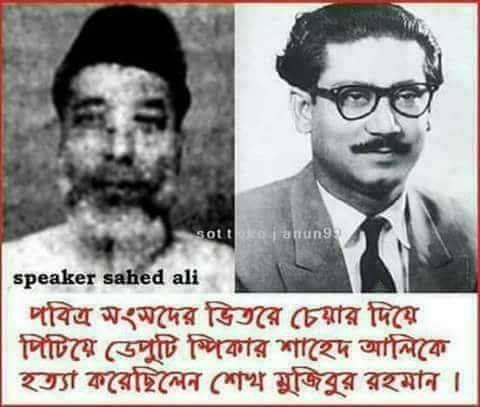 speaker sahed ali
পবিত্র সংসদের ভিতরে চেয়ার দিয়ে
পিটিয়ে ডেপুটি স্পিকার শাহেদ আলিকে
হত্যা করেছিলেন শেখ মুজিবুর রহমান ।